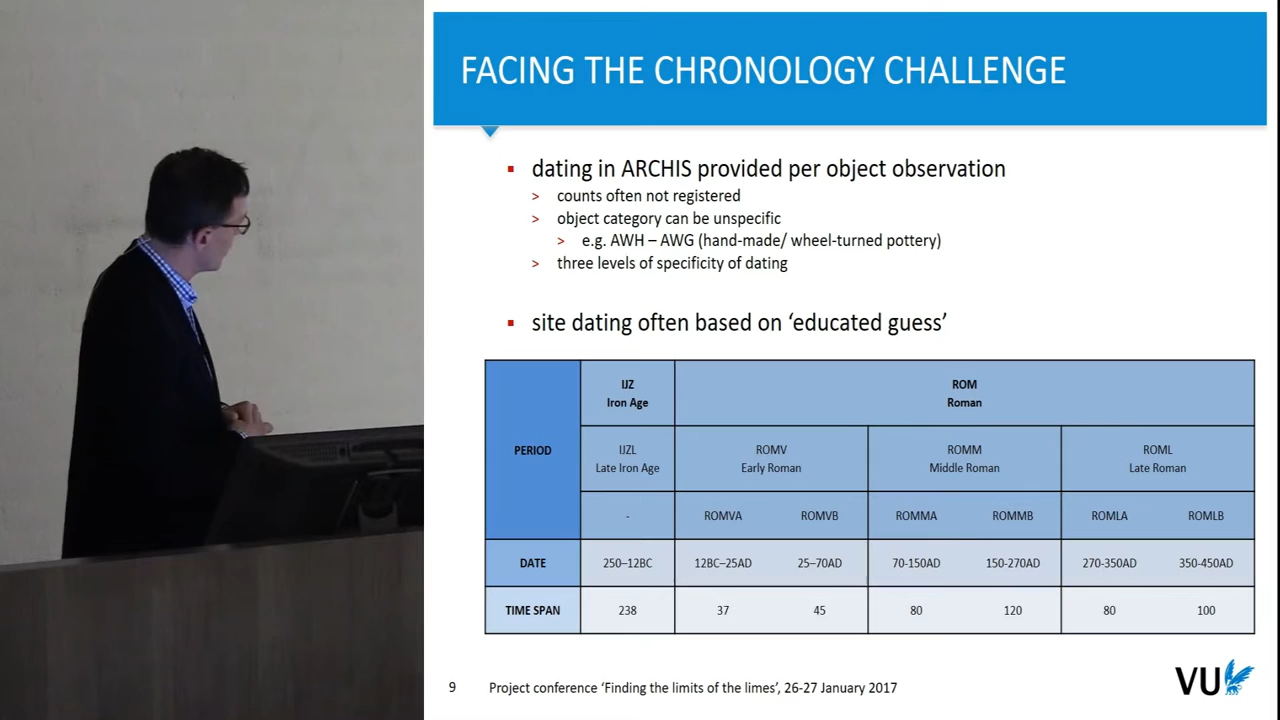 FACING THE CHRONOLOGY CHALLENGE
dating in ARCHIS provided per object observation
> counts often not registered
> object category can be unspecific
> e.g. AWH – AWG (hand-made/ wheel-turned pottery)
> three levels of specificity of dating
site dating often based on ‘educated guess’
PERIOD
IJZ
Iron Age
ROM
Roman
IJZL
Late Iron Age
ROMV
Early Roman
ROMM
Middle Roman
ROML
Late Roman
- ROMVA ROMVB ROMMA ROMMB ROMLA ROMLB
DATE 250–12BC 12BC–25AD 25–70AD 70-150AD 150-270AD 270-350AD 350-450AD
TIME SPAN 238 37 45 80 120 80 100
9 Project conference ‘Finding the limits of the limes’, 26-27 January 2017
VU